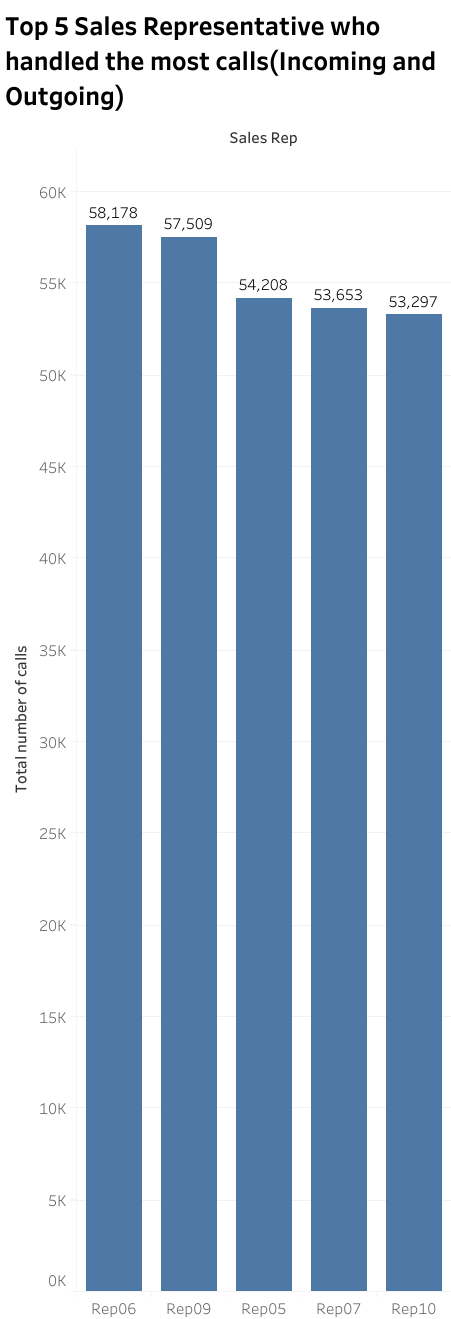 Top 5 Sales Representative who
handled the most calls(Incoming and
Outgoing)
Sales Rep
60K
58,178
57,509
55K
54,208
53,653
53,297
50K
45K
40K
35K
Total number of calls
30K
25K
20K
15K
10K
5K
0K
Rep06 Rep09 Rep05 Rep07 Rep10